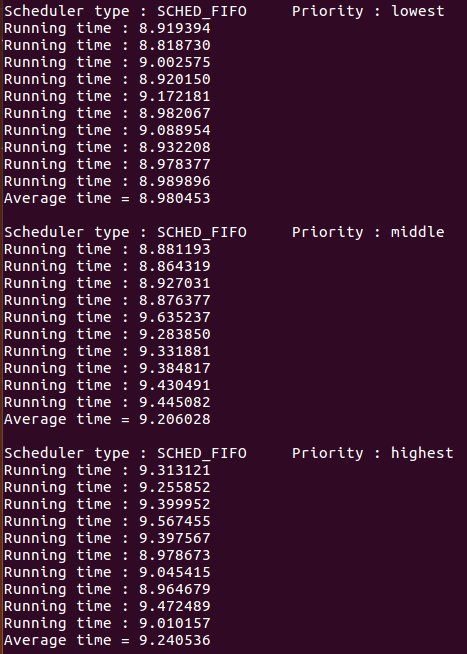 Scheduler type : SCHED_FIFO     Priority : lowest
Running time : 8.919394
Running time : 8.818730
Running time : 9.002575
Running time : 8.920150
Running time : 9.172181
Running time : 8.982067
Running time : 9.088954
Running time : 8.932208
Running time : 8.978377
Running time : 8.989896
Average time = 8.980453
Scheduler type : SCHED_FIFO     Priority : middle
Running time : 8.881193
Running time : 8.864319
Running time : 8.927031
Running time : 8.876377
Running time : 9.635237
Running time : 9.283850
Running time : 9.331881
Running time : 9.384817
Running time : 9.430491
Running time : 9.445082
Average time = 9.206028
Scheduler type : SCHED_FIFO     Priority : highest
Running time : 9.313121
Running time : 9.255852
Running time : 9.399952
Running time : 9.567455
Running time : 9.397567
Running time : 8.978673
Running time : 9.045415
Running time : 8.964679
Running time : 9.472489
Running time : 9.010157
Average time = 9.240536